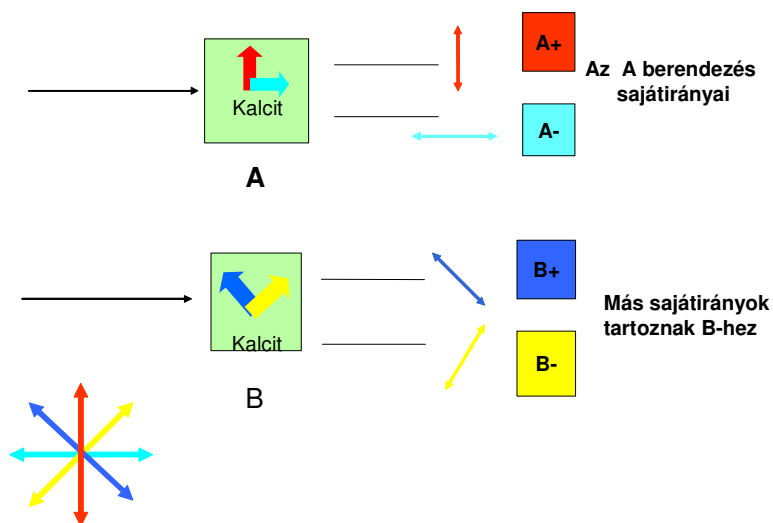 A+
Az A berendezés
sajátirányai
Kalcit
A-
A
B+
Más sajátirányok
tartoznak B-hez
Kalcit
B-
B